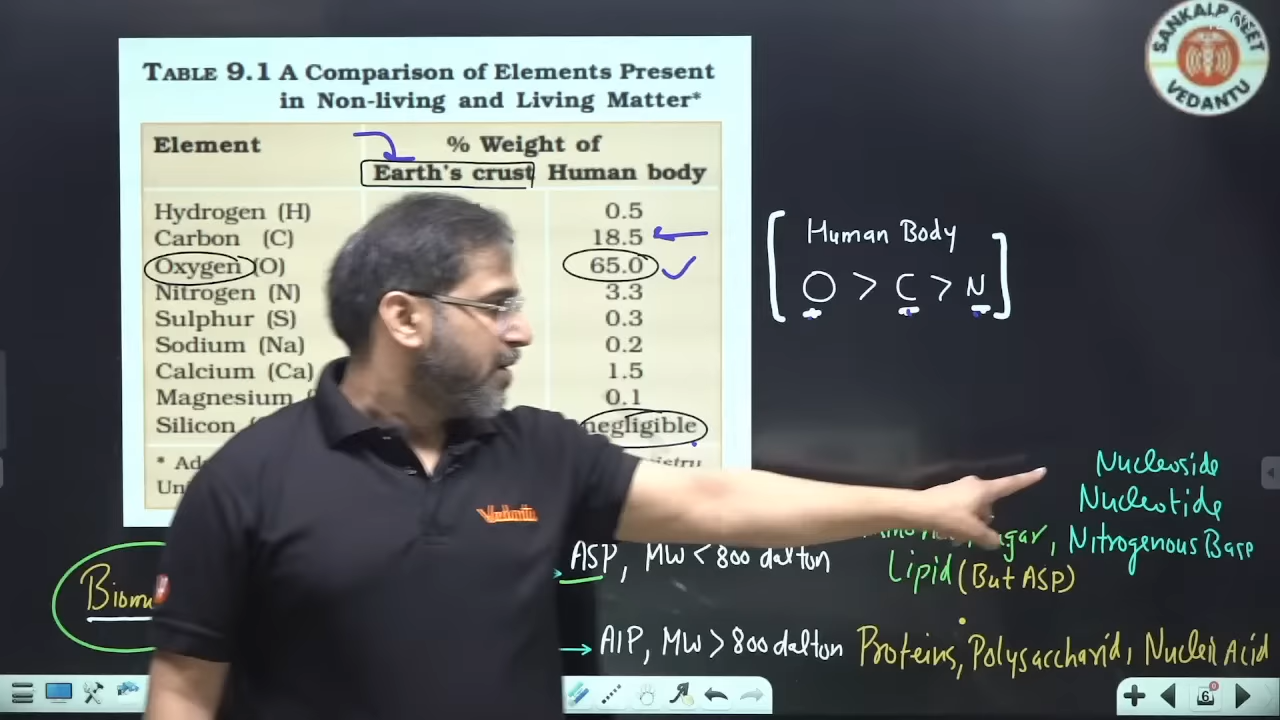 TABLE 9.1 A Comparison of Elements Present
in Non-living and Living Matter*
Element % Weight of
Earth's crust Human body
Hydrogen (H) 0.5
Carbon (C) 18.5
Oxygen (O) 65.0
Nitrogen (N) 3.3
Sulphur (S) 0.3
Sodium (Na) 0.2
Calcium (Ca) 1.5
Magnesium 0.1
Silicon negligible
SANKALP NEET
VEDANTU
Human Body
O > C > N
Vedantu
Nucleoside
Nucleotide
ASP, MW < 800 dalton
Nitrogenous Base
Lipid (But ASP)
AIP, MW > 800 dalton Proteins, Polysaccharid, Nucleic Acid
6